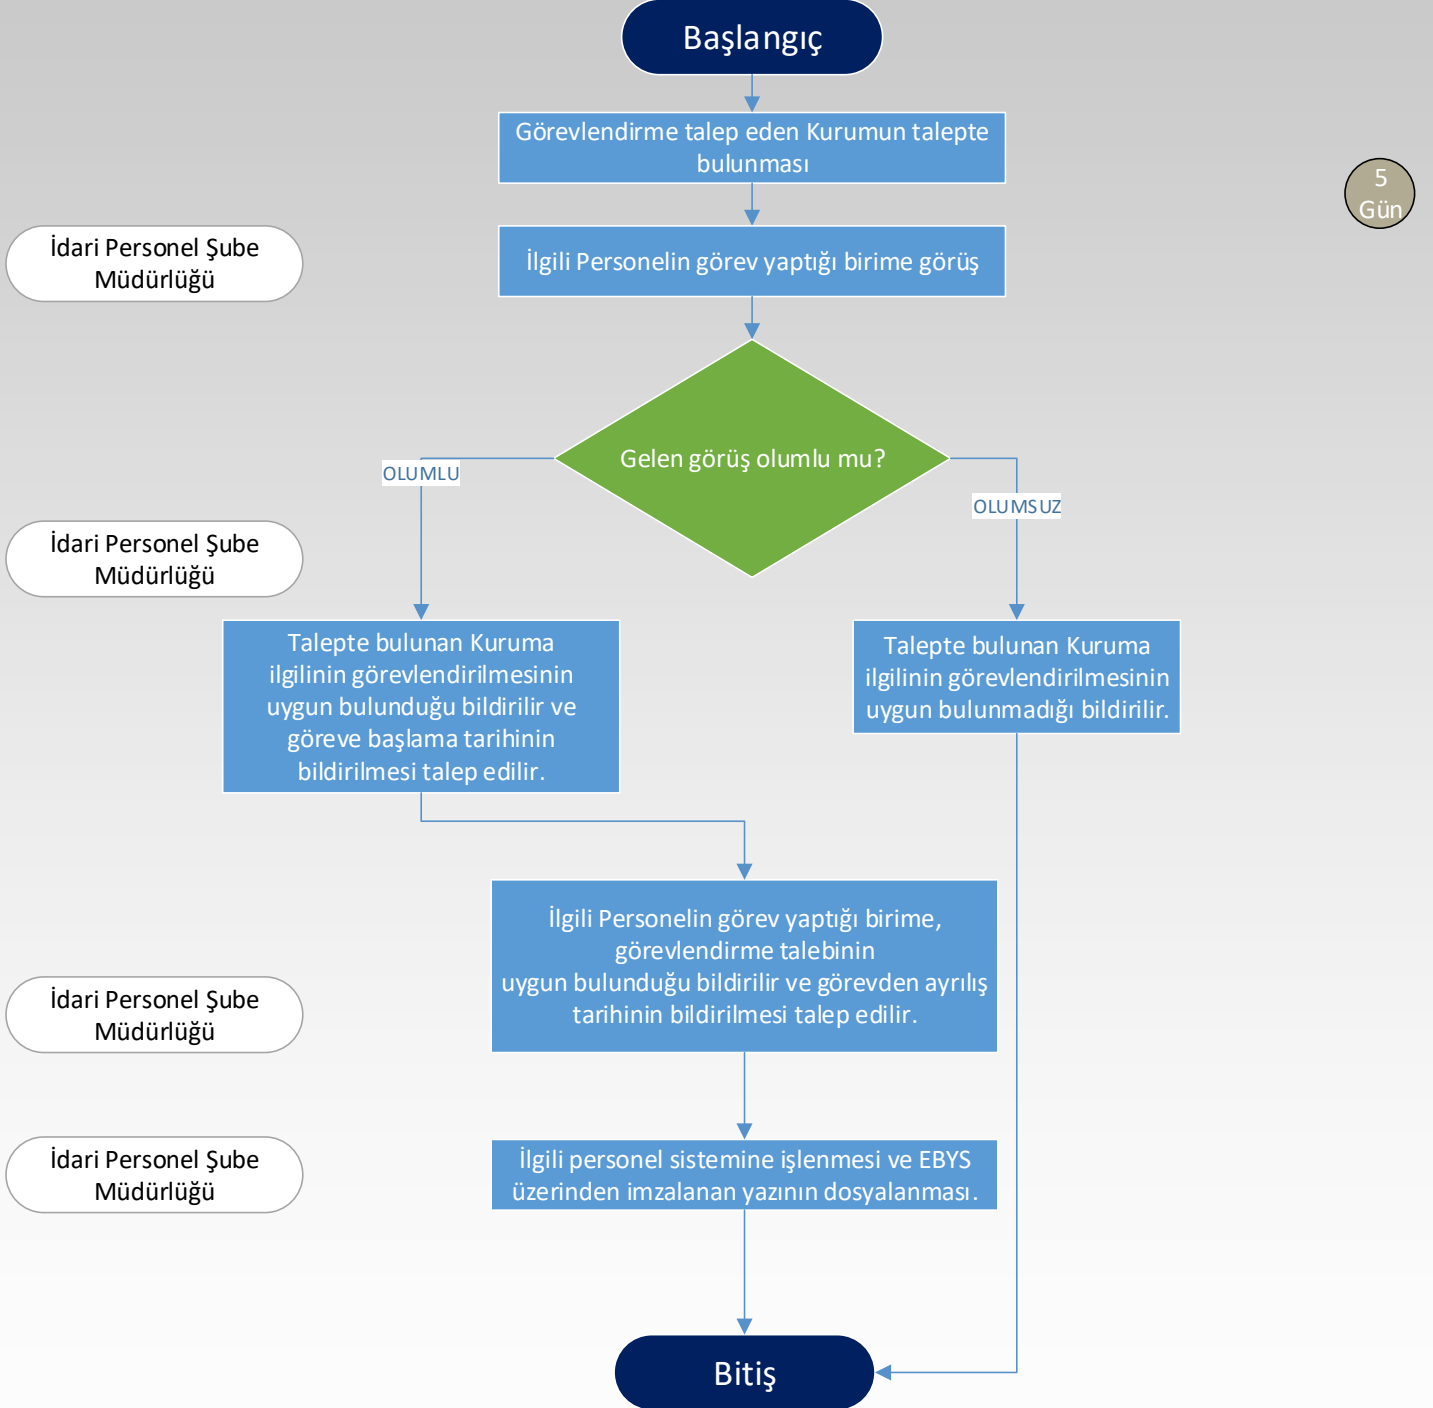 Başlangıç
Görevlendirme talep eden Kurumun talepte
bulunması
5
Gün
İdari Personel Şube
Müdürlüğü
İlgili Personelin görev yaptığı birime görüş
Gelen görüş olumlu mu?
OLUMLU
OLUMSUZ
İdari Personel Şube
Müdürlüğü
Talepte bulunan Kuruma
ilgilinin görevlendirilmesinin
uygun bulunduğu bildirilir ve
göreve başlama tarihinin
bildirilmesi talep edilir.
Talepte bulunan Kuruma
ilgilinin görevlendirilmesinin
uygun bulunmadığı bildirilir.
İlgili Personelin görev yaptığı birime,
görevlendirme talebinin
uygun bulunduğu bildirilir ve görevden ayrılış
tarihinin bildirilmesi talep edilir.
İdari Personel Şube
Müdürlüğü
İdari Personel Şube
Müdürlüğü
İlgili personel sistemine işlenmesi ve EBYS
üzerinden imzalanan yazının dosyalanması.
Bitiş